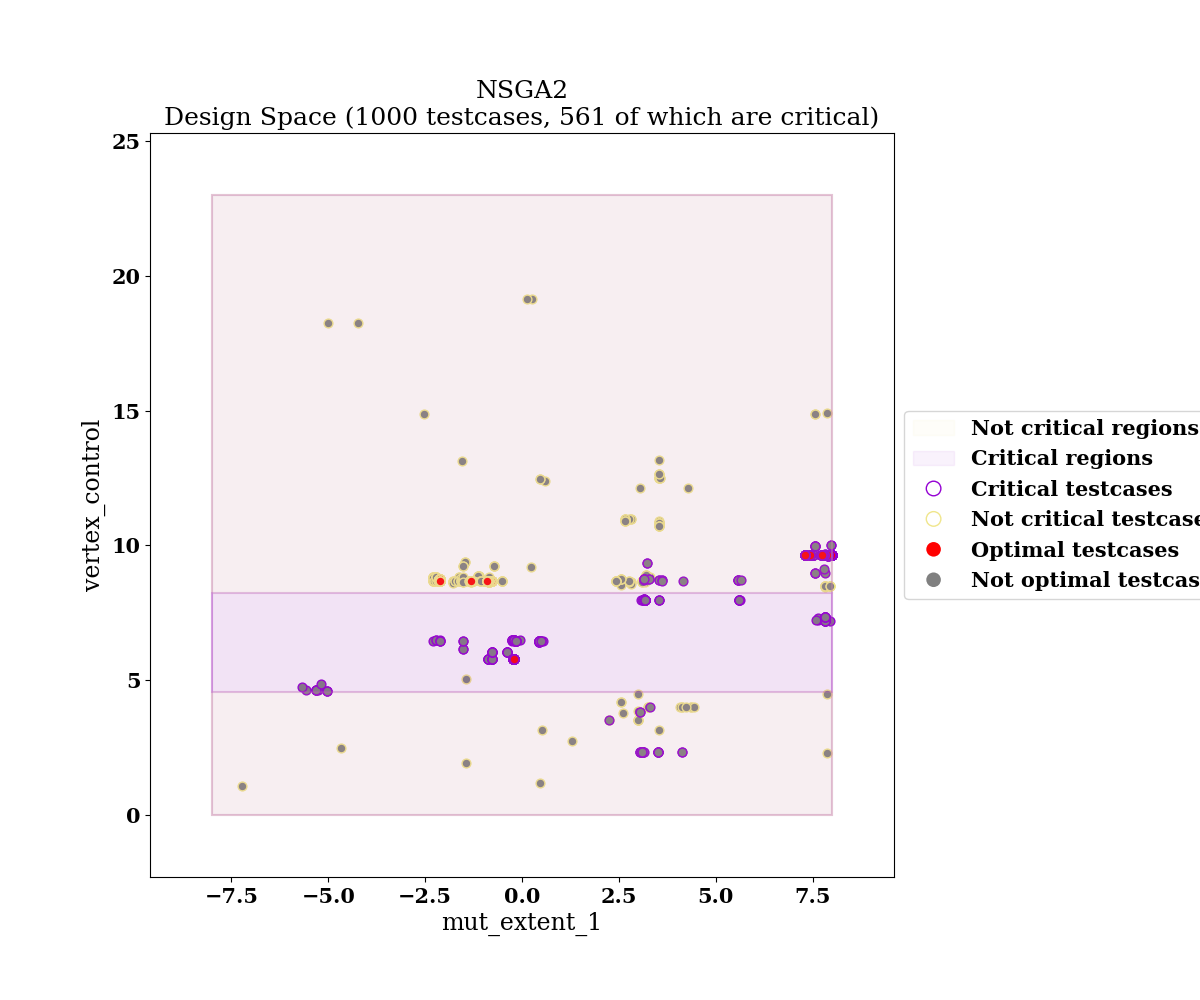 NSGA2
Design Space (1000 testcases, 561 of which are critical)
25
20
15
10
5
0
vertex_control
−7.5
−5.0
−2.5
0.0
2.5
5.0
7.5
mut_extent_1
Not critical regions
Critical regions
Critical testcases
Not critical testcase
Optimal testcases
Not optimal testcas